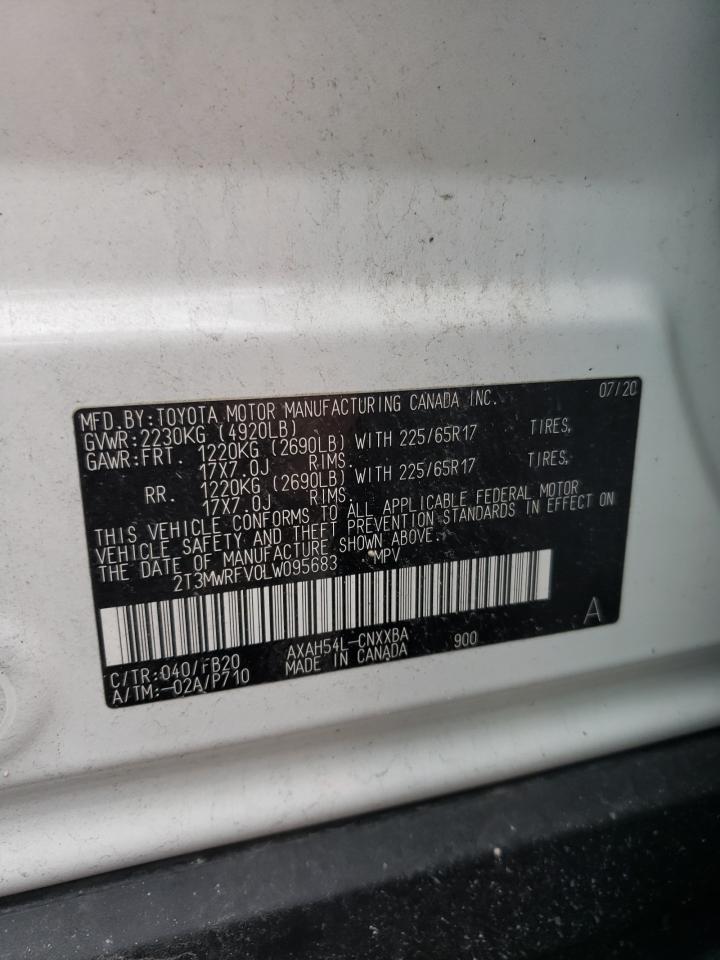 MFD. BY: TOYOTA MOTOR MANUFACTURING CANADA INC. 07/20
GVWR: 2230KG (4920LB)
GAWR: FRT. 1220KG (2690LB) WITH 225/65R17 TIRES,
17X7.0J RIMS.
RR. 1220KG (2690LB) WITH 225/65R17 TIRES,
17X7.0J RIMS.
THIS VEHICLE CONFORMS TO ALL APPLICABLE FEDERAL MOTOR
VEHICLE SAFETY AND THEFT PREVENTION STANDARDS IN EFFECT ON
THE DATE OF MANUFACTURE SHOWN ABOVE.
2T3MWRFV0LW095683 MPV
A
C/TR: 040/FB20 AXAH54L-CNXXBA 900
A/TM: -02A/P710 MADE IN CANADA